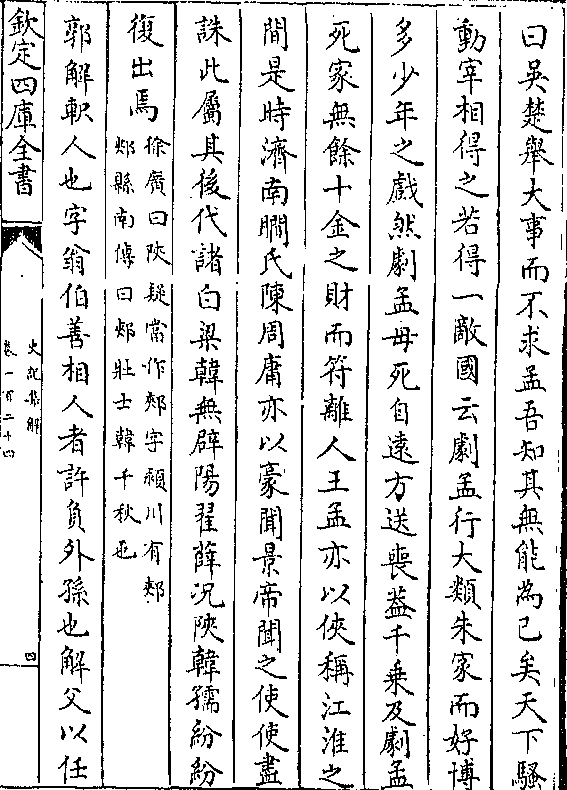 曰吳楚舉大事而不求孟吾知其無能為已矣天下騷
動宰相得之若得一敵國云劇孟行大類朱家而好博
多少年之戲然劇孟母死自遠方送喪葢千乗及劇孟
死家無餘十金之財而符離人王孟亦以俠稱江淮之
間是時濟南瞯氏陳周庸亦以豪聞景帝聞之使使盡
誅此屬其後代諸白梁韓無辟陽翟薛况陜韓孺紛紛
復出焉
徐廣曰陜疑當作郟字潁川有郟
郟縣南傳曰郟壯士韓千秋也
郭解軹人也字翁伯善相人者許負外孫也解父以任
欽定四庫全書
史記集解
卷一百二十四
四